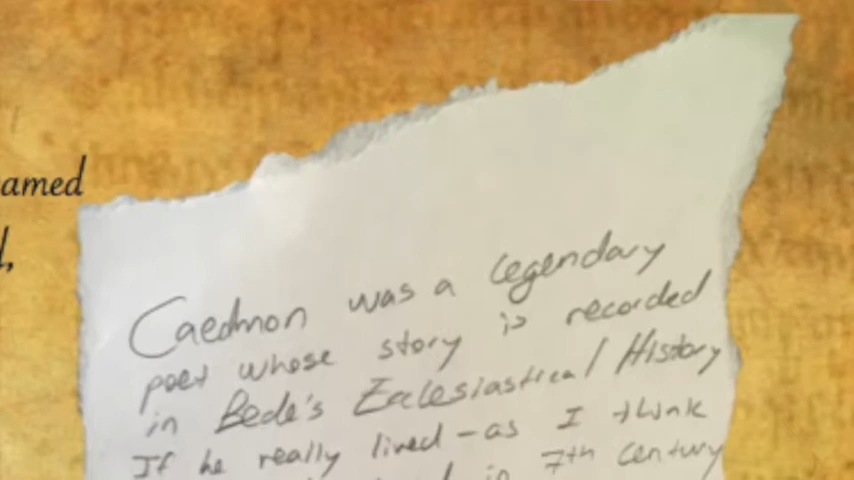 Caedmon was a legendary
poet whose story is recorded
in Bede's Ecclesiastical History
If he really lived – as I think
in 7th century